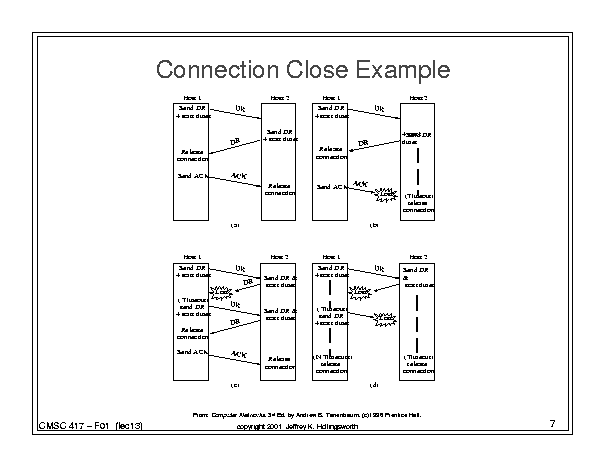 Connection Close Example
Host 1
Host 2
Host 1
Host 2
Send DR
+ start timer
DR
Send DR
+ start timer
DR
Release
connection
Send ACK
ACK
Release
connection
(a)
Send DR
+ start timer
DR
DR
timer
Release
connection
Send ACK
ACK
Lost
(Timeout)
release
connection
(b)
Host 1
Host 2
Host 1
Host 2
Send DR
+ start timer
DR
Send DR &
start timer
DR
Lost
(Timeout)
send DR
+ start timer
DR
Send DR &
start timer
DR
Release
connection
Send ACK
ACK
Release
connection
(c)
Send DR
+ start timer
DR
Send DR
&
start timer
Lost
(Timeout)
send DR
+ start timer
Lost
(N Timeouts)
release
connection
(Timeout)
release
connection
(d)
From: Computer Networks, 3rd Ed. by Andrew S. Tanenbaum, (c)1996 Prentice Hall.
CMSC 417 – F01 (lec13)
copyright 2001 Jeffrey K. Hollingsworth
7